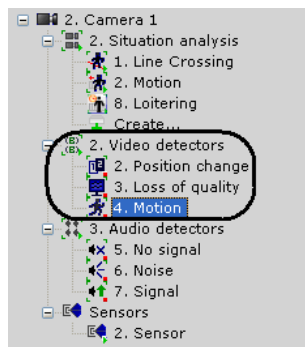 2. Camera 1
2. Situation analysis
1. Line Crossing
2. Motion
8. Loitering
Create...
2. Video detectors
2. Position change
3. Loss of quality
4. Motion
3. Audio detectors
5. No signal
6. Noise
7. Signal
Sensors
2. Sensor